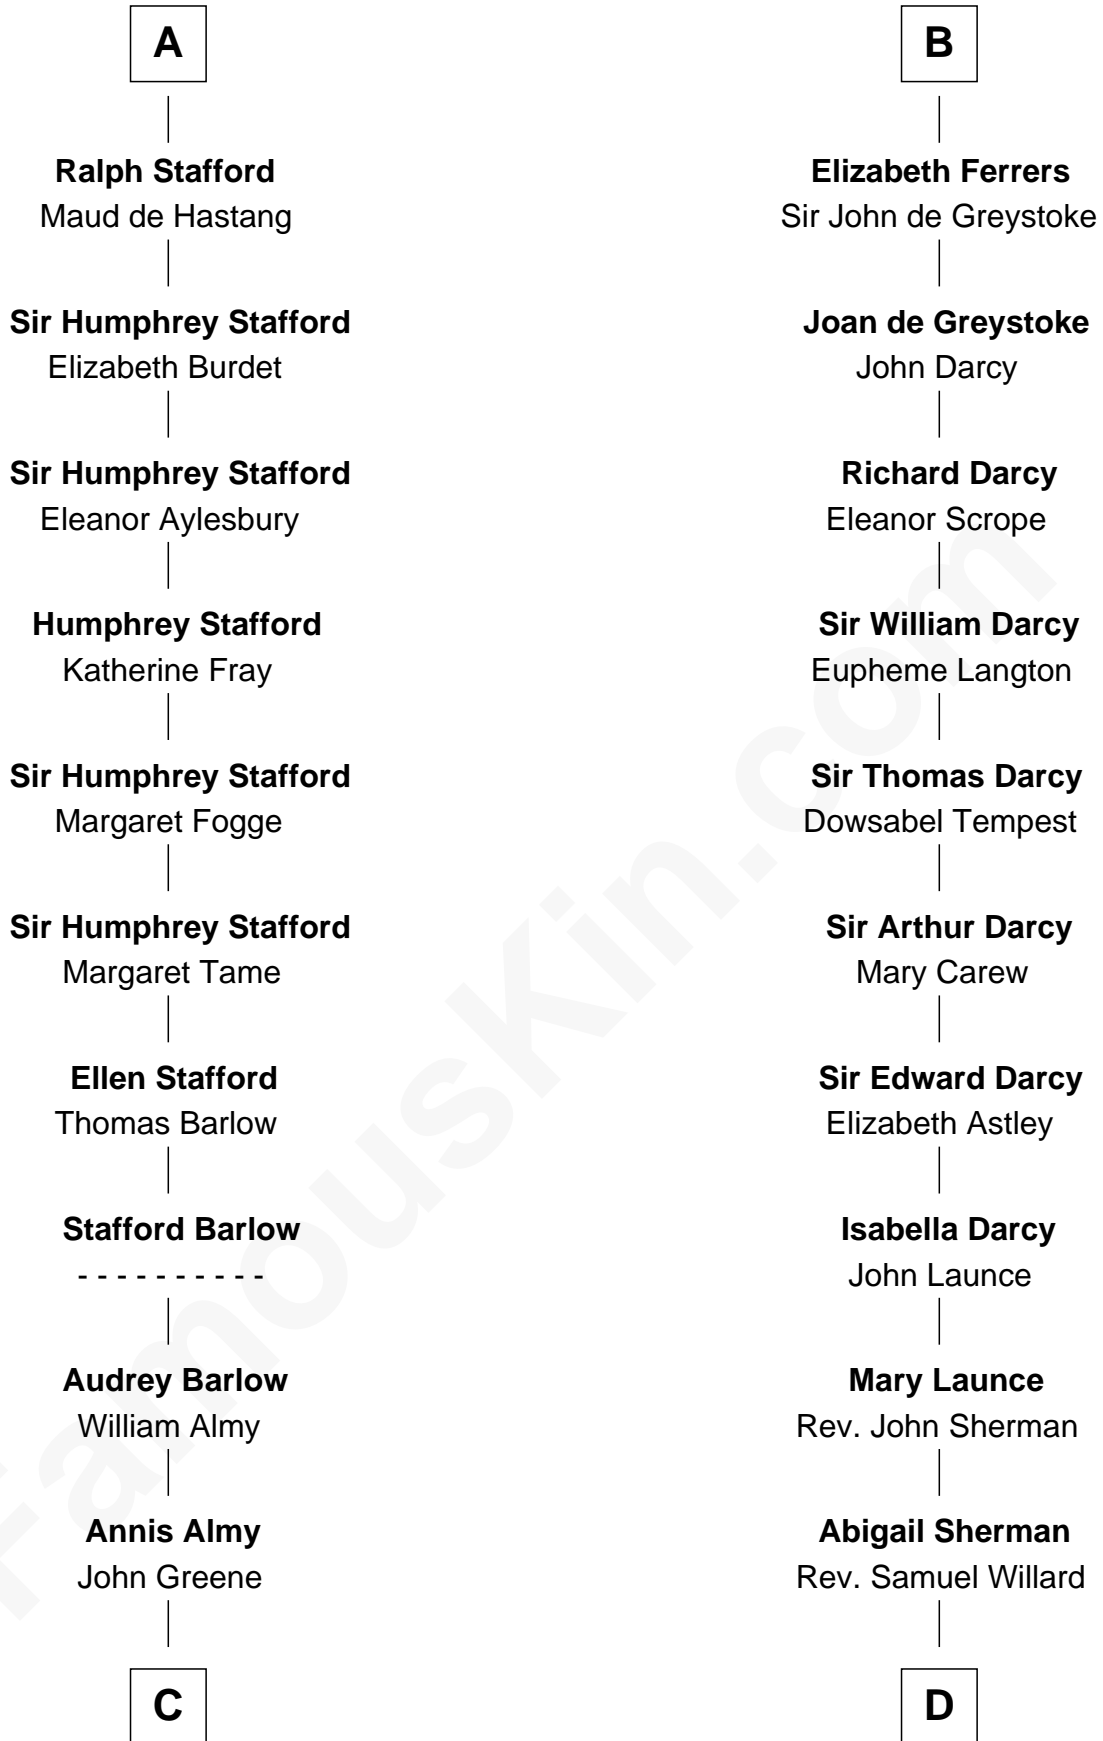 A
Ralph Stafford
Maud de Hastang
Sir Humphrey Stafford
Elizabeth Burdet
Sir Humphrey Stafford
Eleanor Aylesbury
Humphrey Stafford
Katherine Fray
Sir Humphrey Stafford
Margaret Fogge
Sir Humphrey Stafford
Margaret Tame
Ellen Stafford
Thomas Barlow
Stafford Barlow
- - - - - - - - - -
Audrey Barlow
William Almy
Annis Almy
John Greene
C
B
Elizabeth Ferrers
Sir John de Greystoke
Joan de Greystoke
John Darcy
Richard Darcy
Eleanor Scrope
Sir William Darcy
Eupheme Langton
Sir Thomas Darcy
Dowsabel Tempest
Sir Arthur Darcy
Mary Carew
Sir Edward Darcy
Elizabeth Astley
Isabella Darcy
John Launce
Mary Launce
Rev. John Sherman
Abigail Sherman
Rev. Samuel Willard
D
FamousKin.com